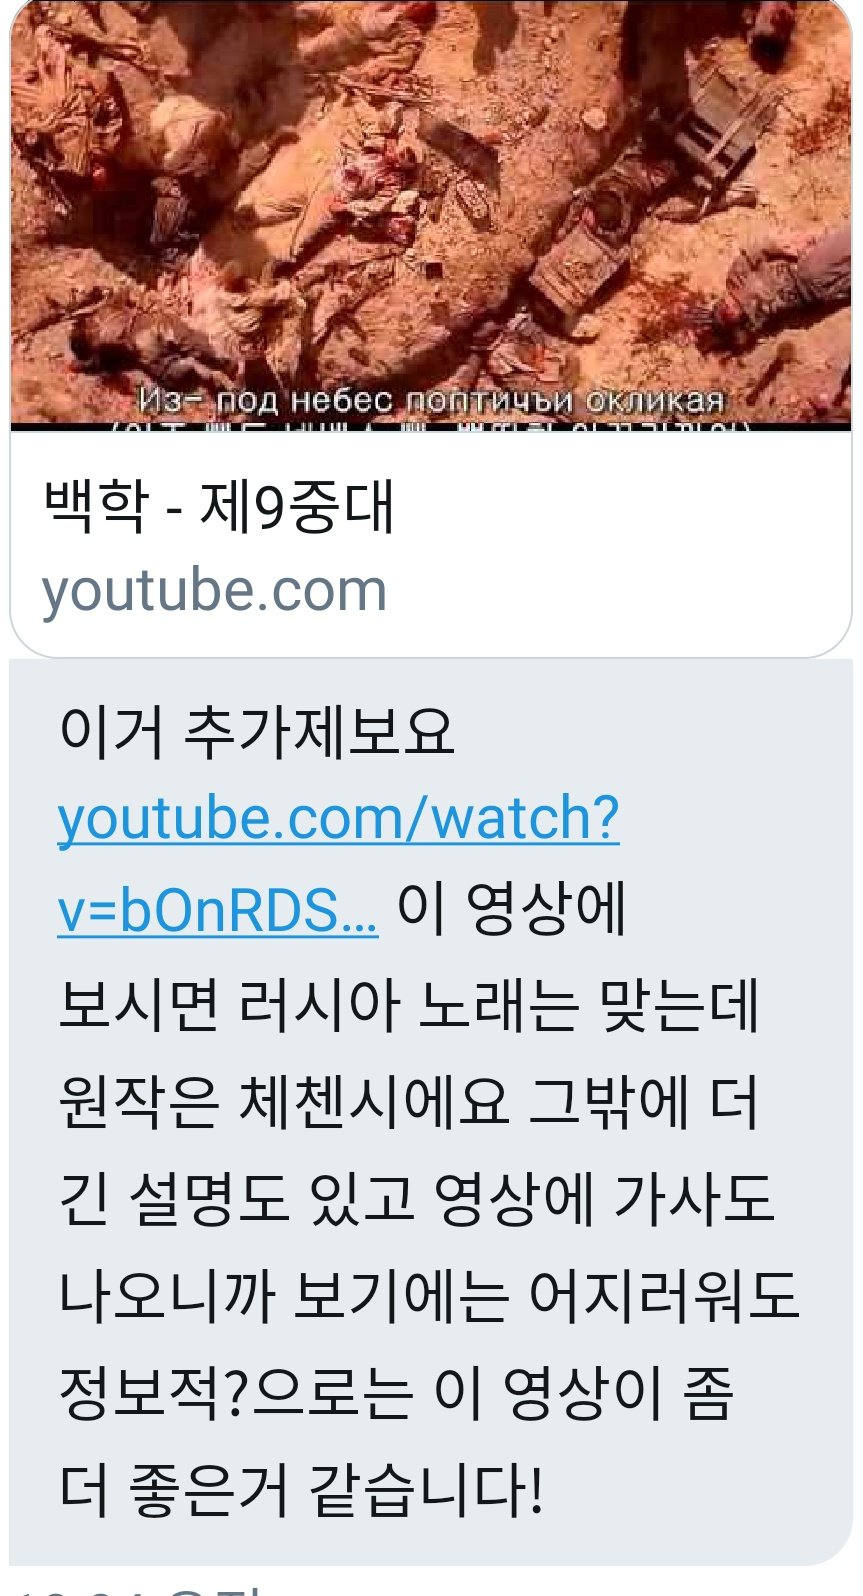 Из- под небес поптичъи окликая
백학 - 제9중대
youtube.com
이거 추가제보요
youtube.com/watch?
v=bOnRDS... 이 영상에
보시면 러시아 노래는 맞는데
원작은 체첸시에요 그밖에 더
긴 설명도 있고 영상에 가사도
나오니까 보기에는 어지러워도
정보적?으로는 이 영상이 좀
더 좋은거 같습니다!